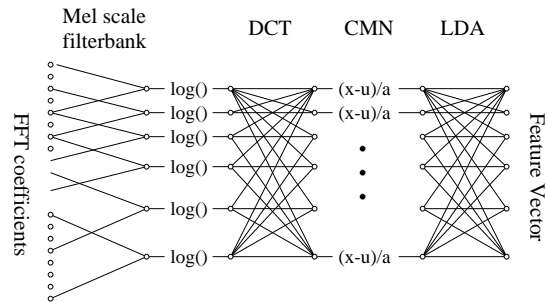 Mel scale
filterbank
DCT
CMN
LDA
FFT coefficients
log()
log()
log()
log()
log()
log()
(x-u)/a
(x-u)/a
(x-u)/a
Feature Vector